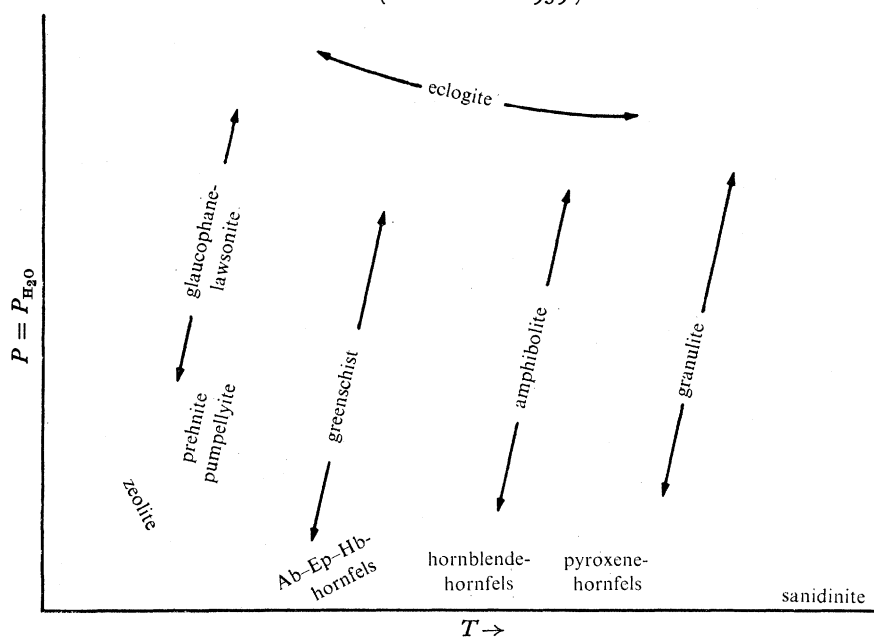 eclogite
glaucophane-
lawsonite
P = P_H₂O
prehnite
pumpellyite
greenschist
amphibolite
granulite
zeolite
Ab–Ep–Hb-
hornfels
hornblende-
hornfels
pyroxene-
hornfels
sanidinite
T →